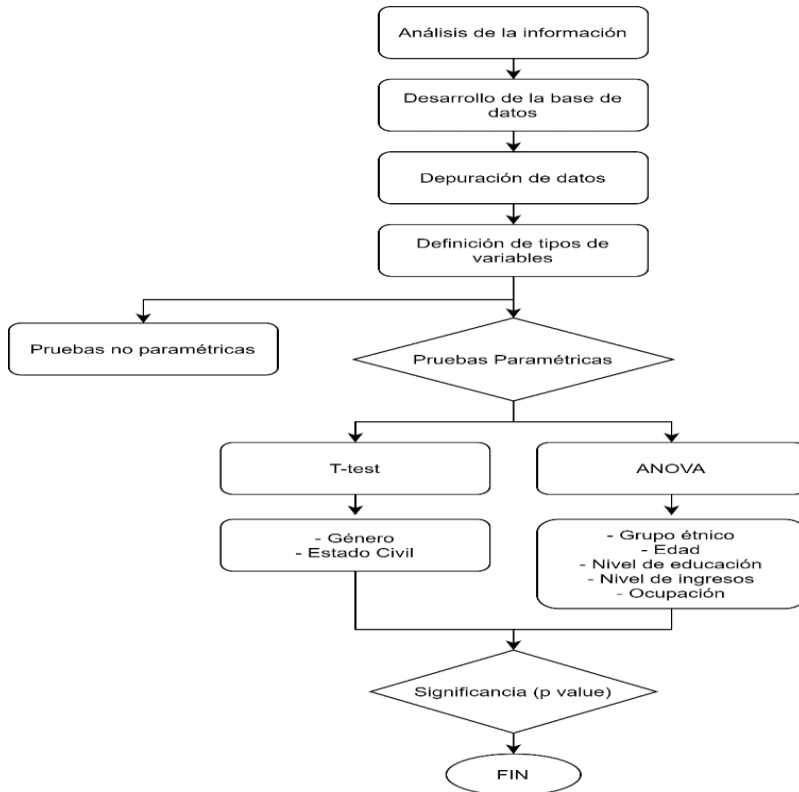 Análisis de la información
Desarrollo de la base de
datos
Depuración de datos
Definición de tipos de
variables
Pruebas no paramétricas
Pruebas Paramétricas
T-test
ANOVA
- Género
- Estado Civil
- Grupo étnico
- Edad
- Nivel de educación
- Nivel de ingresos
- Ocupación
Significancia (p value)
FIN